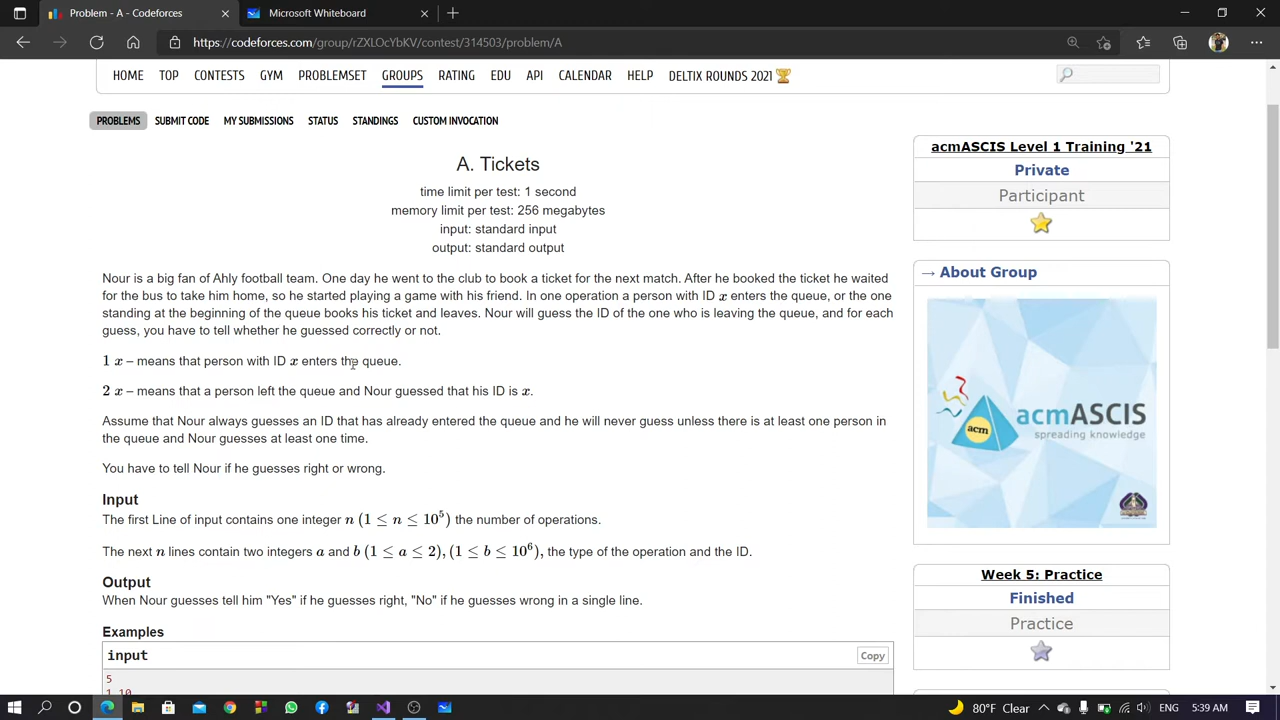 Problem - A - Codeforces
Microsoft Whiteboard
https://codeforces.com/group/rZXLOcYbKV/contest/314503/problem/A
HOME TOP CONTESTS GYM PROBLEMSET GROUPS RATING EDU API CALENDAR HELP DELTIX ROUNDS 2021
PROBLEMS SUBMIT CODE MY SUBMISSIONS STATUS STANDINGS CUSTOM INVOCATION
A. Tickets
time limit per test: 1 second
memory limit per test: 256 megabytes
input: standard input
output: standard output
Nour is a big fan of Ahly football team. One day he went to the club to book a ticket for the next match. After he booked the ticket he waited
for the bus to take him home, so he started playing a game with his friend. In one operation a person with ID x enters the queue, or the one
standing at the beginning of the queue books his ticket and leaves. Nour will guess the ID of the one who is leaving the queue, and for each
guess, you have to tell whether he guessed correctly or not.
1 x – means that person with ID x enters the queue.
2 x – means that a person left the queue and Nour guessed that his ID is x.
Assume that Nour always guesses an ID that has already entered the queue and he will never guess unless there is at least one person in
the queue and Nour guesses at least one time.
You have to tell Nour if he guesses right or wrong.
Input
The first Line of input contains one integer n (1 ≤ n ≤ 10^5) the number of operations.
The next n lines contain two integers a and b (1 ≤ a ≤ 2), (1 ≤ b ≤ 10^6), the type of the operation and the ID.
Output
When Nour guesses tell him "Yes" if he guesses right, "No" if he guesses wrong in a single line.
Examples
input
Copy
5
1 10
acmASCIS Level 1 Training '21
Private
Participant
→ About Group
acm
acmASCIS
spreading knowledge
Week 5: Practice
Finished
Practice
80°F Clear
ENG
5:39 AM